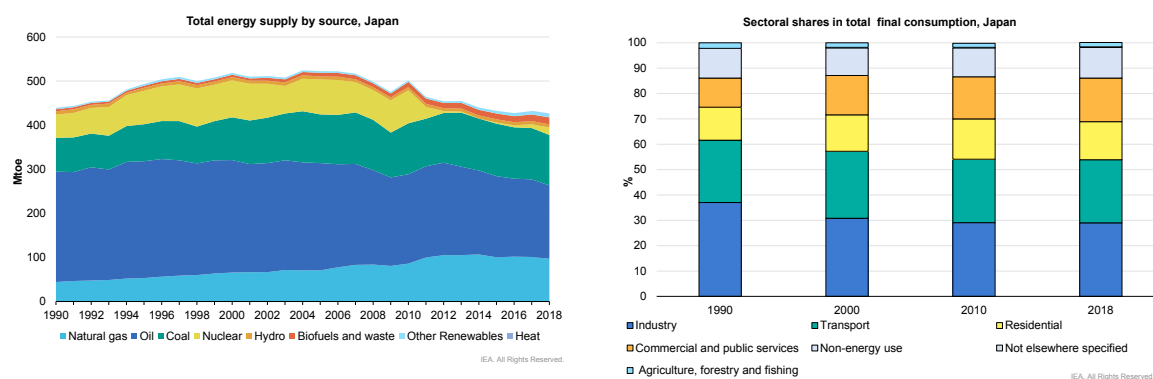 Total energy supply by source, Japan
600
500
400
300
200
100
0
Mtoe
1990 1992 1994 1996 1998 2000 2002 2004 2006 2008 2010 2012 2014 2016 2018
Natural gas Oil Coal Nuclear Hydro Biofuels and waste Other Renewables Heat
IEA. All Rights Reserved.
Sectoral shares in total final consumption, Japan
100
90
80
70
60
50
40
30
20
10
0
%
1990 2000 2010 2018
Industry Transport Residential
Commercial and public services Non-energy use Not elsewhere specified
Agriculture, forestry and fishing
IEA. All Rights Reserved